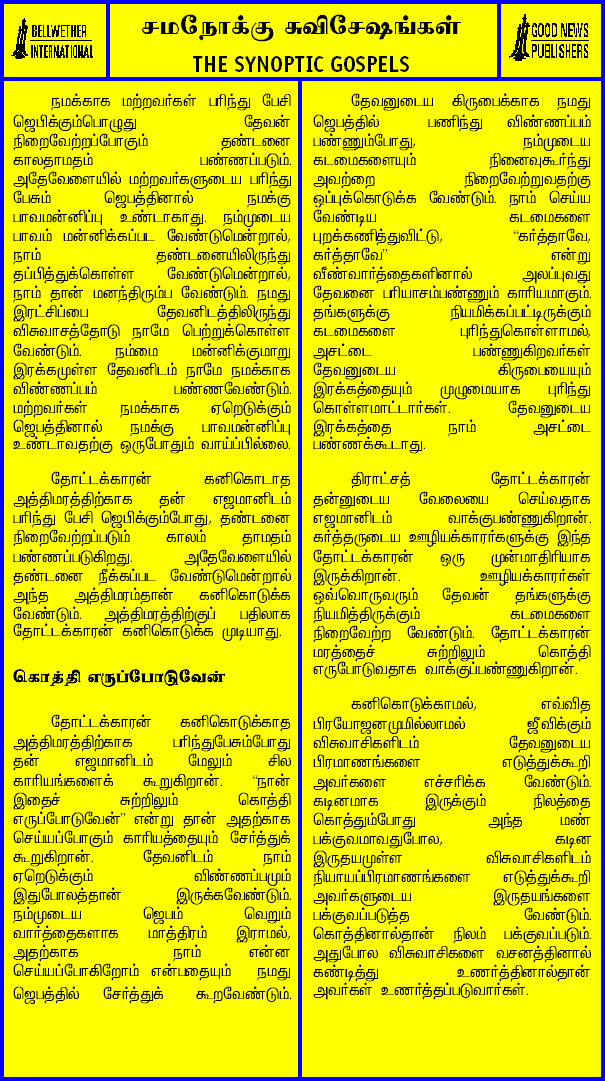 BELLWETHER
INTERNATIONAL
சமநோக்கு சுவிசேஷங்கள்
THE SYNOPTIC GOSPELS
GOOD NEWS
PUBLISHERS
நமக்காக மற்றவர்கள் பரிந்து பேசி
ஜெபிக்கும்பொழுது தேவன்
நிறைவேற்றப்போகும் தண்டனை
காலதாமதம் பண்ணப்படும்.
அதேவேளையில் மற்றவர்களுடைய பரிந்து
பேசும் ஜெபத்தினால் நமக்கு
பாவமன்னிப்பு உண்டாகாது. நம்முடைய
பாவம் மன்னிக்கப்பட வேண்டுமென்றால்,
நாம் தண்டனையிலிருந்து
தப்பித்துக்கொள்ள வேண்டுமென்றால்,
நாம் தான் மனந்திரும்ப வேண்டும். நமது
இரட்சிப்பை தேவனிடத்திலிருந்து
விசுவாசத்தோடு நாமே பெற்றுக்கொள்ள
வேண்டும். நம்மை மன்னிக்குமாறு
இரக்கமுள்ள தேவனிடம் நாமே நமக்காக
விண்ணப்பம் பண்ணவேண்டும்.
மற்றவர்கள் நமக்காக ஏறெடுக்கும்
ஜெபத்தினால் நமக்கு பாவமன்னிப்பு
உண்டாவதற்கு ஒருபோதும் வாய்ப்பில்லை.
தோட்டக்காரன் கனிகொடாத
அத்திமரத்திற்காக தன் எஜமானிடம்
பரிந்து பேசி ஜெபிக்கும்போது, தண்டனை
நிறைவேற்றப்படும் காலம் தாமதம்
பண்ணப்படுகிறது. அதேவேளையில்
தண்டனை நீக்கப்பட வேண்டுமென்றால்
அந்த அத்திமரம்தான் கனிகொடுக்க
வேண்டும். அத்திமரத்திற்குப் பதிலாக
தோட்டக்காரன் கனிகொடுக்க முடியாது.
கொத்தி எருப்போடுவேன்
தோட்டக்காரன் கனிகொடுக்காத
அத்திமரத்திற்காக பரிந்துபேசும்போது
தன் எஜமானிடம் மேலும் சில
காரியங்களைக் கூறுகிறான். “நான்
இதைச் சுற்றிலும் கொத்தி
எருப்போடுவேன்” என்று தான் அதற்காக
செய்யப்போகும் காரியத்தையும் சேர்த்துக்
கூறுகிறான். தேவனிடம் நாம்
ஏறெடுக்கும் விண்ணப்பமும்
இதுபோலத்தான் இருக்கவேண்டும்.
நம்முடைய ஜெபம் வெறும்
வார்த்தைகளாக மாத்திரம் இராமல்,
அதற்காக நாம் என்ன
செய்யப்போகிறோம் என்பதையும் நமது
ஜெபத்தில் சேர்த்துக் கூறவேண்டும்.
தேவனுடைய கிருபைக்காக நமது
ஜெபத்தில் பணிந்து விண்ணப்பம்
பண்ணும்போது, நம்முடைய
கடமைகளையும் நினைவுகூர்ந்து
அவற்றை நிறைவேற்றுவதற்கு
ஒப்புக்கொடுக்க வேண்டும். நாம் செய்ய
வேண்டிய கடமைகளை
புறக்கணித்துவிட்டு, “கர்த்தாவே,
கர்த்தாவே” என்று
வீண்வார்த்தைகளினால் அலப்புவது
தேவனை பரியாசம்பண்ணும் காரியமாகும்.
தங்களுக்கு நியமிக்கப்பட்டிருக்கும்
கடமைகளை புரிந்துகொள்ளாமல்,
அசட்டை பண்ணுகிறவர்கள்
தேவனுடைய கிருபையையும்
இரக்கத்தையும் முழுமையாக புரிந்து
கொள்ளமாட்டார்கள். தேவனுடைய
இரக்கத்தை நாம் அசட்டை
பண்ணக்கூடாது.
திராட்சத் தோட்டக்காரன்
தன்னுடைய வேலையை செய்வதாக
எஜமானிடம் வாக்குபண்ணுகிறான்.
கர்த்தருடைய ஊழியக்காரர்களுக்கு இந்த
தோட்டக்காரன் ஒரு முன்மாதிரியாக
இருக்கிறான். ஊழியக்காரர்கள்
ஒவ்வொருவரும் தேவன் தங்களுக்கு
நியமித்திருக்கும் கடமைகளை
நிறைவேற்ற வேண்டும். தோட்டக்காரன்
மரத்தைச் சுற்றிலும் கொத்தி
எருபோடுவதாக வாக்குப்பண்ணுகிறான்.
கனிகொடுக்காமல், எவ்வித
பிரயோஜனமுமில்லாமல் ஜீவிக்கும்
விசுவாசிகளிடம் தேவனுடைய
பிரமாணங்களை எடுத்துக்கூறி
அவர்களை எச்சரிக்க வேண்டும்.
கடினமாக இருக்கும் நிலத்தை
கொத்தும்போது அந்த மண்
பக்குவமாவதுபோல, கடின
இருதயமுள்ள விசுவாசிகளிடம்
நியாயப்பிரமாணங்களை எடுத்துக்கூறி
அவர்களுடைய இருதயங்களை
பக்குவப்படுத்த வேண்டும்.
கொத்தினால்தான் நிலம் பக்குவப்படும்.
அதுபோல விசுவாசிகளை வசனத்தினால்
கண்டித்து உணர்த்தினால்தான்
அவர்கள் உணர்த்தப்படுவார்கள்.